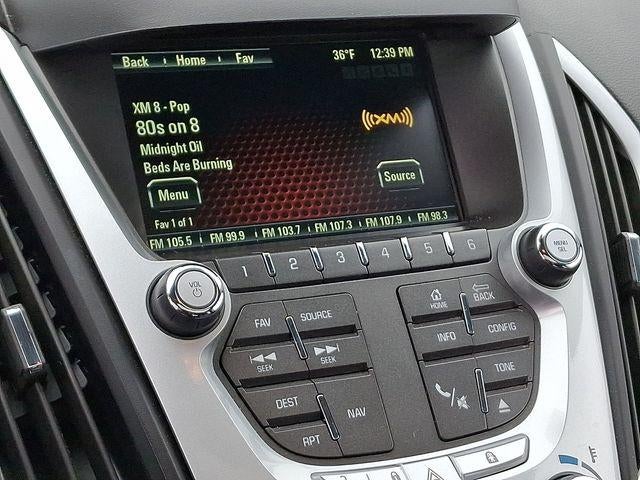 Back Home Fav 36°F 12:39 PM
XM 8 - Pop
80s on 8
Midnight Oil
Beds Are Burning
((XM))
Menu
Source
Fav 1 of 1
FM 105.5 FM 99.9 FM 103.7 FM 107.3 FM 107.9 FM 98.3
1 2 3 4 5 6
VOL
MENU
SEL
FAV SOURCE
HOME BACK
SEEK SEEK
INFO CONFIG
DEST NAV
TONE
RPT